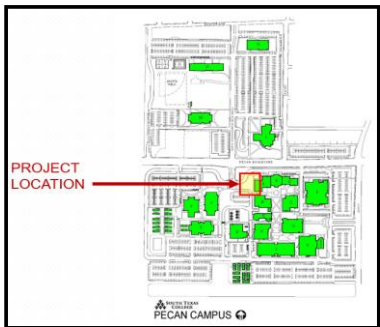 PROJECT
LOCATION
SOUTH TEXAS
COLLEGE
PECAN CAMPUS